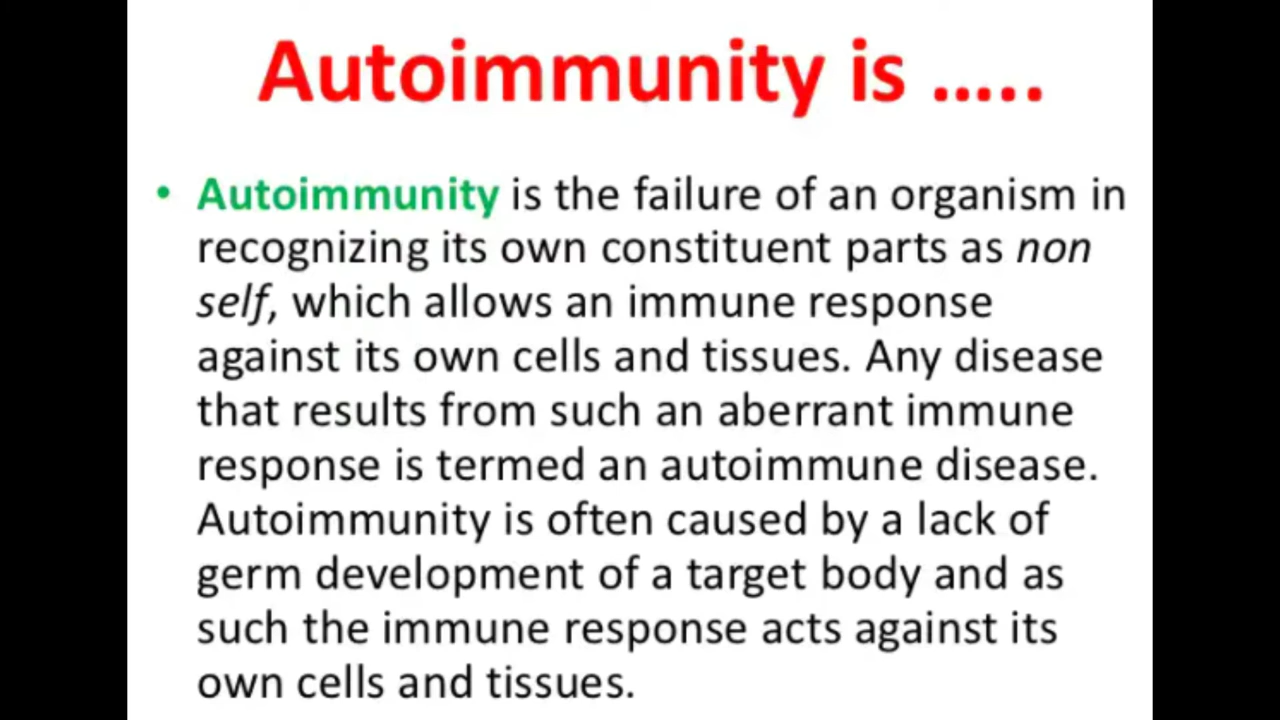 Autoimmunity is …..
• Autoimmunity is the failure of an organism in
recognizing its own constituent parts as non
self, which allows an immune response
against its own cells and tissues. Any disease
that results from such an aberrant immune
response is termed an autoimmune disease.
Autoimmunity is often caused by a lack of
germ development of a target body and as
such the immune response acts against its
own cells and tissues.